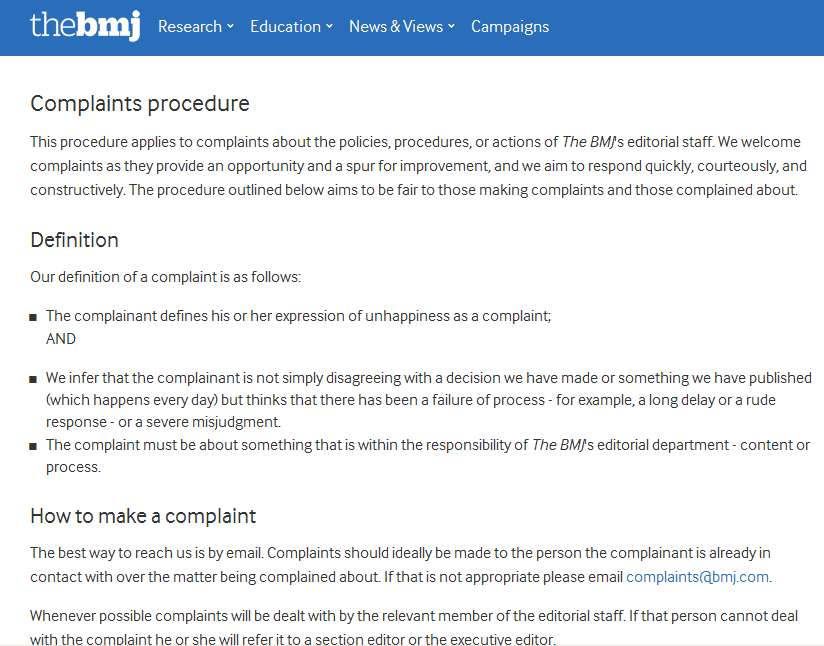 thebmj Research Education News & Views Campaigns
Complaints procedure
This procedure applies to complaints about the policies, procedures, or actions of The BMJ's editorial staff. We welcome
complaints as they provide an opportunity and a spur for improvement, and we aim to respond quickly, courteously, and
constructively. The procedure outlined below aims to be fair to those making complaints and those complained about.
Definition
Our definition of a complaint is as follows:
■ The complainant defines his or her expression of unhappiness as a complaint;
AND
■ We infer that the complainant is not simply disagreeing with a decision we have made or something we have published
(which happens every day) but thinks that there has been a failure of process - for example, a long delay or a rude
response - or a severe misjudgment.
■ The complaint must be about something that is within the responsibility of The BMJ's editorial department - content or
process.
How to make a complaint
The best way to reach us is by email. Complaints should ideally be made to the person the complainant is already in
contact with over the matter being complained about. If that is not appropriate please email complaints@bmj.com.
Whenever possible complaints will be dealt with by the relevant member of the editorial staff. If that person cannot deal
with the complaint he or she will refer it to a section editor or the executive editor.